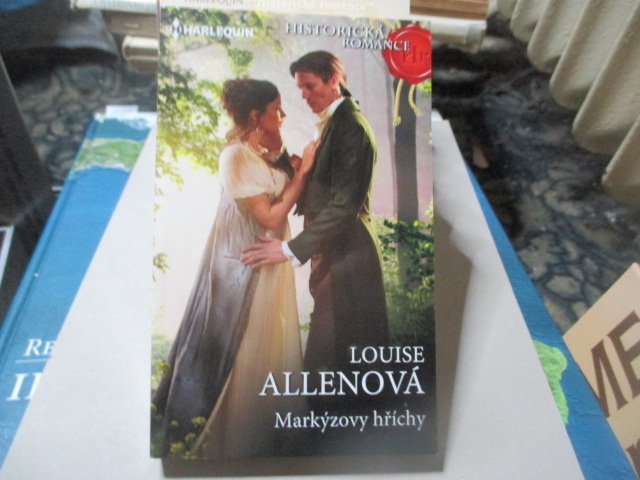 HARLEQUIN
HISTORICKÁ
ROMANCE
LOUISE
ALLENOVÁ
Markýzovy hříchy